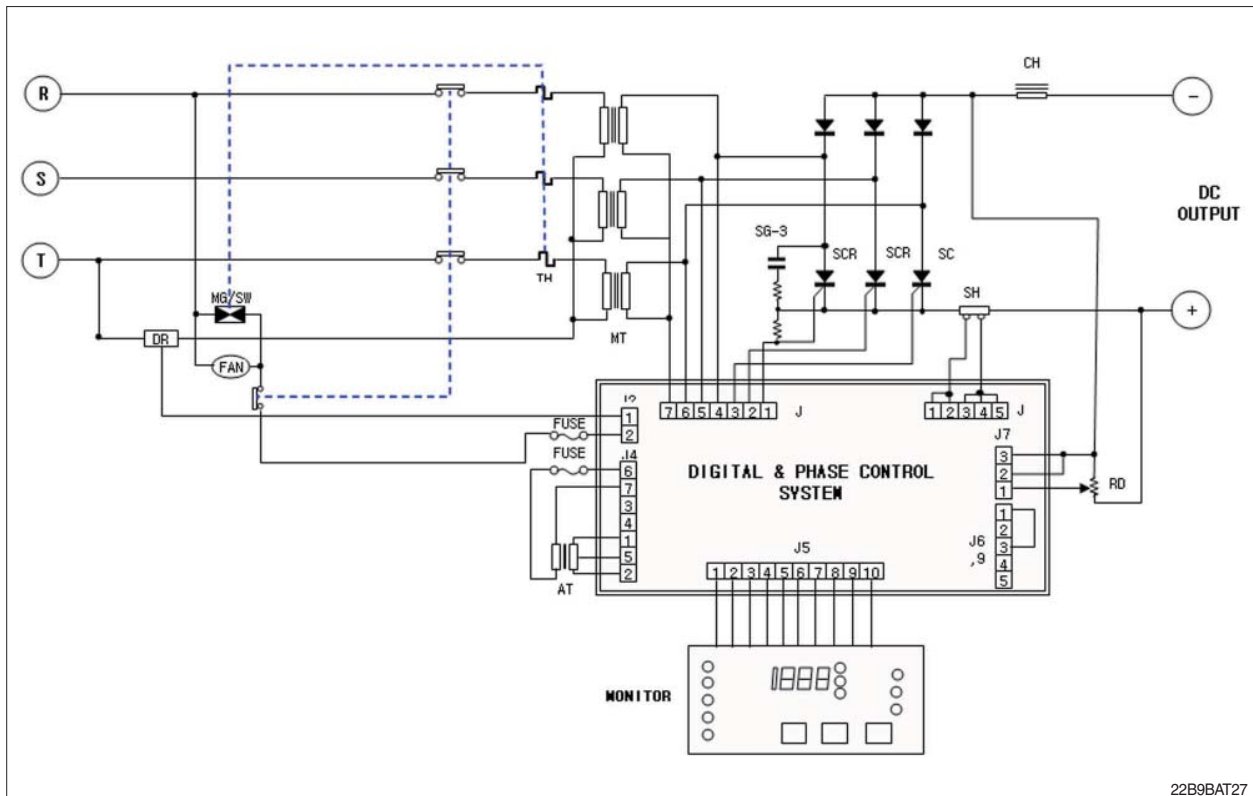 CH
R
-
S
DC
OUTPUT
SG-3
SCR
SCR
SC
T
TH
SH
MG/SW
+
MT
DR
FAN
1
2
7 6 5 4 3 2 1
J
1 2 3 4 5
J
FUSE
FUSE
J4
6
7
3
4
1
5
2
AT
DIGITAL & PHASE CONTROL
SYSTEM
J7
3
2
1
RD
1
2
3
4
5
J6
,9
J5
1 2 3 4 5 6 7 8 9 10
MONITOR
1888
22B9BAT27